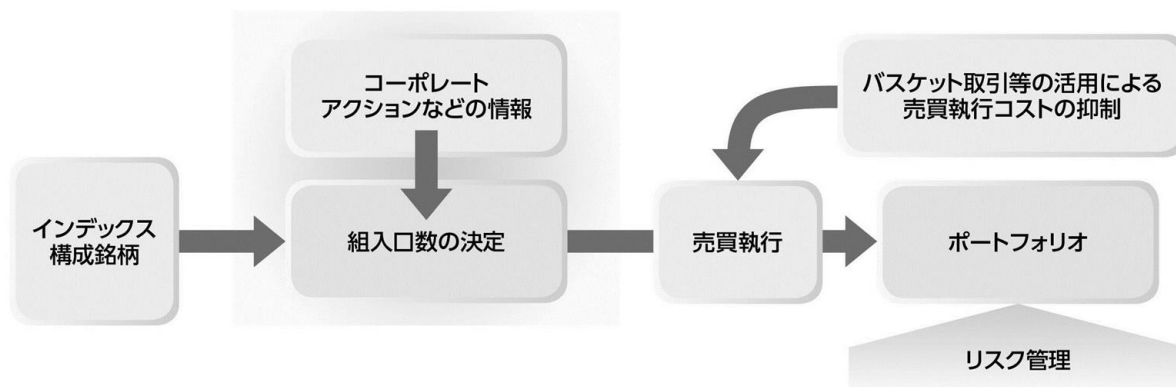 コーポレート
アクションなどの情報
バスケット取引等の活用による
売買執行コストの抑制
インデックス
構成銘柄
組入口数の決定
売買執行
ポートフォリオ
リスク管理